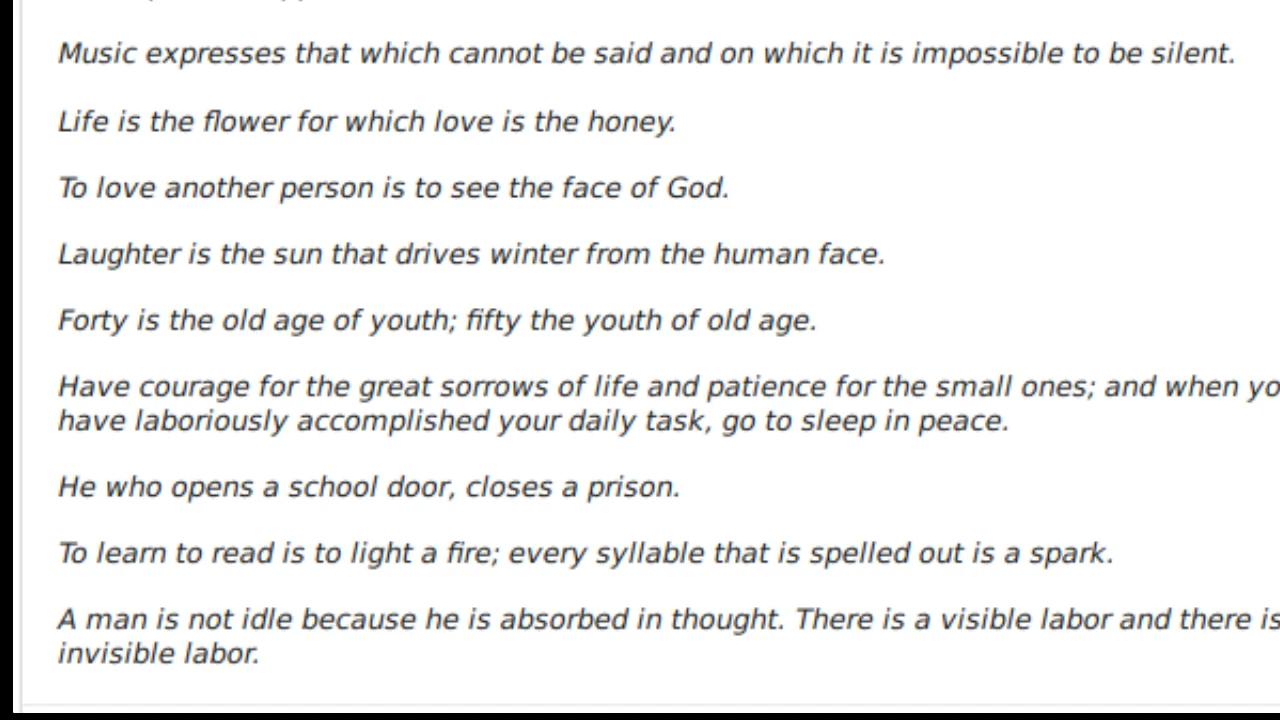 Music expresses that which cannot be said and on which it is impossible to be silent.
Life is the flower for which love is the honey.
To love another person is to see the face of God.
Laughter is the sun that drives winter from the human face.
Forty is the old age of youth; fifty the youth of old age.
Have courage for the great sorrows of life and patience for the small ones; and when yo
have laboriously accomplished your daily task, go to sleep in peace.
He who opens a school door, closes a prison.
To learn to read is to light a fire; every syllable that is spelled out is a spark.
A man is not idle because he is absorbed in thought. There is a visible labor and there is
invisible labor.